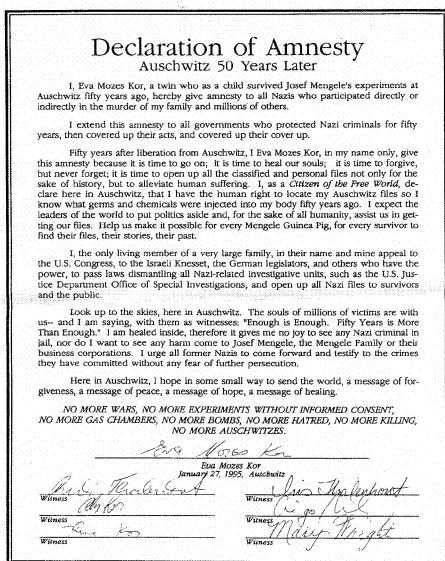 Declaration of Amnesty
Auschwitz 50 Years Later
I, Eva Mozes Kor, a twin who as a child survived Josef Mengele's experiments at
Auschwitz fifty years ago, hereby give amnesty to all Nazis who participated directly or
indirectly in the murder of my family and millions of others.
I extend this amnesty to all governments who protected Nazi criminals for fifty
years, then covered up their acts, and covered up their cover up.
Fifty years after liberation from Auschwitz, I Eva Mozes Kor, in my name only, give
this amnesty because it is time to go on; it is time to heal our souls; it is time to forgive,
but never forget; it is time to open up all the classified and personal files not only for the
sake of history, but to alleviate human suffering. I, as a Citizen of the Free World, de-
clare here in Auschwitz, that I have the human right to locate my Auschwitz files so I
know what germs and chemicals were injected into my body fifty years ago. I expect the
leaders of the world to put politics aside and, for the sake of all humanity, assist us in get-
ting our files. Help us make it possible for every Mengele Guinea Pig, for every survivor to
find their files, their stories, their past.
I, the only living member of a very large family, in their name and mine appeal to
the U.S. Congress, to the Israeli Knesset, the German legislators, and others who have the
power, to pass laws dismantling all Nazi-related investigative units, such as the U.S. Jus-
tice Department Office of Special Investigations, and open up all Nazi files to survivors
and the public.
Look up to the skies, here in Auschwitz. The souls of millions of victims are with
us-- and I am saying, with them as witnesses: "Enough is Enough. Fifty Years is More
Than Enough." I am healed inside, therefore it gives me no joy to see any Nazi criminal in
jail, nor do I want to see any harm come to Josef Mengele, the Mengele Family or their
business corporations. I urge all former Nazis to come forward and testify to the crimes
they have committed without any fear of further persecution.
Here in Auschwitz, I hope in some small way to send the world, a message of for-
giveness, a message of peace, a message of hope, a message of healing.
NO MORE WARS, NO MORE EXPERIMENTS WITHOUT INFORMED CONSENT,
NO MORE GAS CHAMBERS, NO MORE BOMBS, NO MORE HATRED, NO MORE KILLING,
NO MORE AUSCHWITZES.
Eva Mozes Kor
Eva Mozes Kor
January 27, 1995, Auschwitz
Witness
Witness
Kor
Witness
Witness
Kor
Mary Wright
Witness
Witness